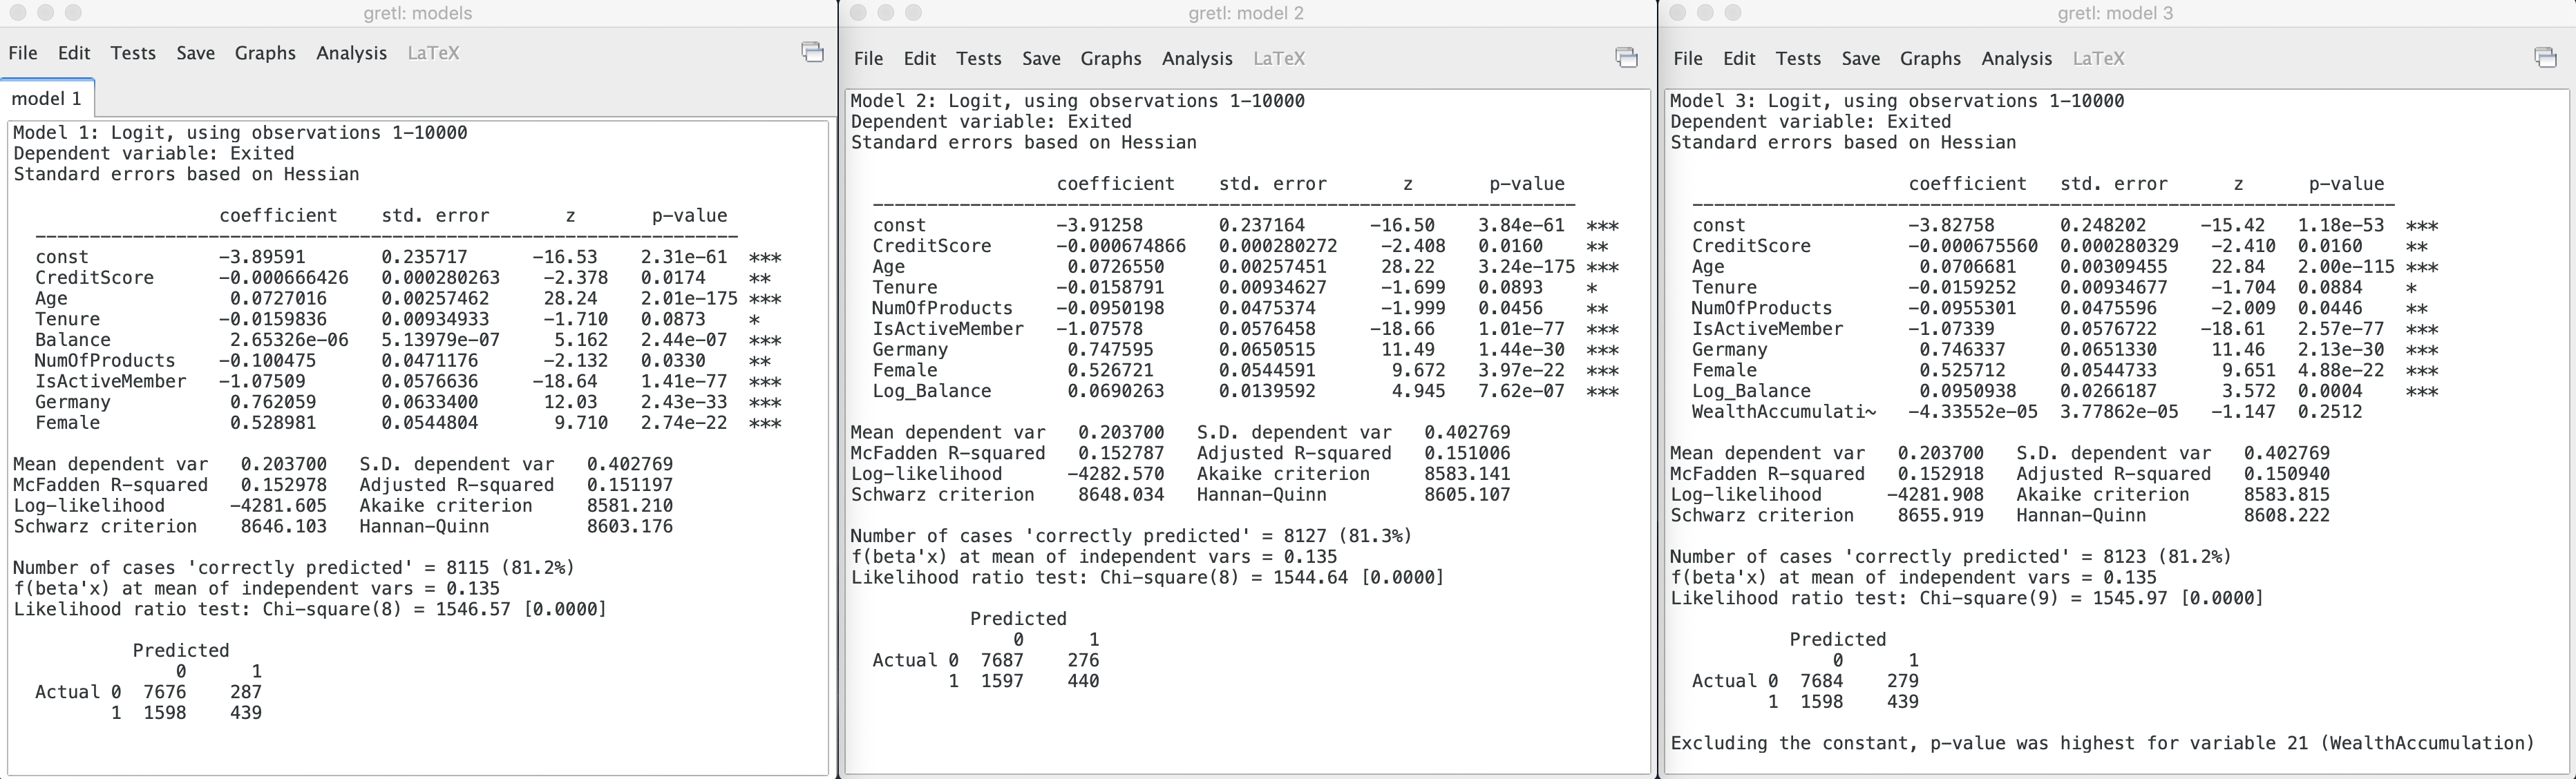 gretl: models
File Edit Tests Save Graphs Analysis LaTeX
model 1
Model 1: Logit, using observations 1-10000
Dependent variable: Exited
Standard errors based on Hessian
coefficient std. error z p-value
const -3.89591 0.235717 -16.53 2.31e-61 ***
CreditScore -0.000666426 0.000280263 -2.378 0.0174 **
Age 0.0727016 0.00257462 28.24 2.01e-175 ***
Tenure -0.0159836 0.00934933 -1.710 0.0873 *
Balance 2.65326e-06 5.13979e-07 5.162 2.44e-07 ***
NumOfProducts -0.100475 0.0471176 -2.132 0.0330 **
IsActiveMember -1.07509 0.0576636 -18.64 1.41e-77 ***
Germany 0.762059 0.0633400 12.03 2.43e-33 ***
Female 0.528981 0.0544804 9.710 2.74e-22 ***
Mean dependent var 0.203700 S.D. dependent var 0.402769
McFadden R-squared 0.152978 Adjusted R-squared 0.151197
Log-likelihood -4281.605 Akaike criterion 8581.210
Schwarz criterion 8646.103 Hannan-Quinn 8603.176
Number of cases 'correctly predicted' = 8115 (81.2%)
f(beta'x) at mean of independent vars = 0.135
Likelihood ratio test: Chi-square(8) = 1546.57 [0.0000]
Predicted
0 1
Actual 0 7676 287
1 1598 439
gretl: model 2
File Edit Tests Save Graphs Analysis LaTeX
Model 2: Logit, using observations 1-10000
Dependent variable: Exited
Standard errors based on Hessian
coefficient std. error z p-value
const -3.91258 0.237164 -16.50 3.84e-61 ***
CreditScore -0.000674866 0.000280272 -2.408 0.0160 **
Age 0.0726550 0.00257451 28.22 3.24e-175 ***
Tenure -0.0158791 0.00934627 -1.699 0.0893 *
NumOfProducts -0.0950198 0.0475374 -1.999 0.0456 **
IsActiveMember -1.07578 0.0576458 -18.66 1.01e-77 ***
Germany 0.747595 0.0650515 11.49 1.44e-30 ***
Female 0.526721 0.0544591 9.672 3.97e-22 ***
Log_Balance 0.0690263 0.0139592 4.945 7.62e-07 ***
Mean dependent var 0.203700 S.D. dependent var 0.402769
McFadden R-squared 0.152787 Adjusted R-squared 0.151006
Log-likelihood -4282.570 Akaike criterion 8583.141
Schwarz criterion 8648.034 Hannan-Quinn 8605.107
Number of cases 'correctly predicted' = 8127 (81.3%)
f(beta'x) at mean of independent vars = 0.135
Likelihood ratio test: Chi-square(8) = 1544.64 [0.0000]
Predicted
0 1
Actual 0 7687 276
1 1597 440
gretl: model 3
File Edit Tests Save Graphs Analysis LaTeX
Model 3: Logit, using observations 1-10000
Dependent variable: Exited
Standard errors based on Hessian
coefficient std. error z p-value
const -3.82758 0.248202 -15.42 1.18e-53 ***
CreditScore -0.000675560 0.000280329 -2.410 0.0160 **
Age 0.0706681 0.00309455 22.84 2.00e-115 ***
Tenure -0.0159252 0.00934677 -1.704 0.0884 *
NumOfProducts -0.0955301 0.0475596 -2.009 0.0446 **
IsActiveMember -1.07339 0.0576722 -18.61 2.57e-77 ***
Germany 0.746337 0.0651330 11.46 2.13e-30 ***
Female 0.525712 0.0544733 9.651 4.88e-22 ***
Log_Balance 0.0950938 0.0266187 3.572 0.0004 ***
WealthAccumulati~ -4.33552e-05 3.77862e-05 -1.147 0.2512
Mean dependent var 0.203700 S.D. dependent var 0.402769
McFadden R-squared 0.152918 Adjusted R-squared 0.150940
Log-likelihood -4281.908 Akaike criterion 8583.815
Schwarz criterion 8655.919 Hannan-Quinn 8608.222
Number of cases 'correctly predicted' = 8123 (81.2%)
f(beta'x) at mean of independent vars = 0.135
Likelihood ratio test: Chi-square(9) = 1545.97 [0.0000]
Predicted
0 1
Actual 0 7684 279
1 1598 439
Excluding the constant, p-value was highest for variable 21 (WealthAccumulation)